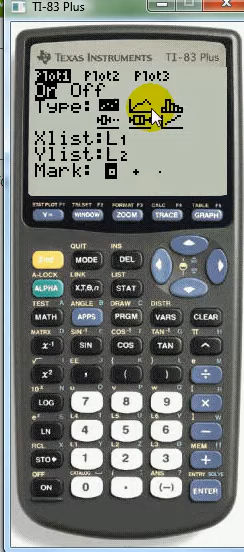 TI-83 Plus
TEXAS INSTRUMENTS TI-83 Plus
Plot1 Plot2 Plot3
On Off
Type:
Xlist:L1
Ylist:L2
Mark: + ·
STAT PLOT F1 TBLSET F2 FORMAT F3 CALC F4 TABLE F5
Y= WINDOW ZOOM TRACE GRAPH
QUIT INS
2nd MODE DEL
A-LOCK LINK LIST
ALPHA X,T,θ,n STAT
TEST A ANGLE B DRAW C DISTR
MATH APPS PRGM VARS CLEAR
MATRX D SIN-1 E COS-1 F TAN-1 G π H
x-1 SIN COS TAN ^
√ I EE J { K } L e M
x2 , ( ) ÷
10x N u O v P w Q [ R
LOG 7 8 9 ×
ex S L4 T L5 U L6 V ] W
LN 4 5 6 −
RCL X L1 Y L2 Z L3 θ MEM "
STO▸ 1 2 3 +
OFF CATALOG i : ANS ? ENTRY SOLVE
ON 0 . (−) ENTER